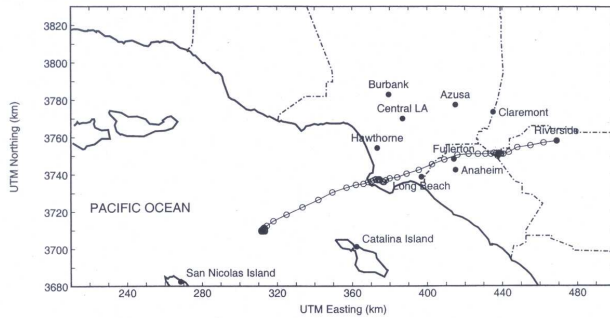 3830
3820
3800
3780
3760
3740
3720
3700
3680
UTM Northing (km)
Burbank
Azusa
Central LA
Claremont
Hawthorne
Riverside
Fullerton
Anaheim
Long Beach
PACIFIC OCEAN
Catalina Island
San Nicolas Island
240 280 320 360 400 440 480 500
UTM Easting (km)